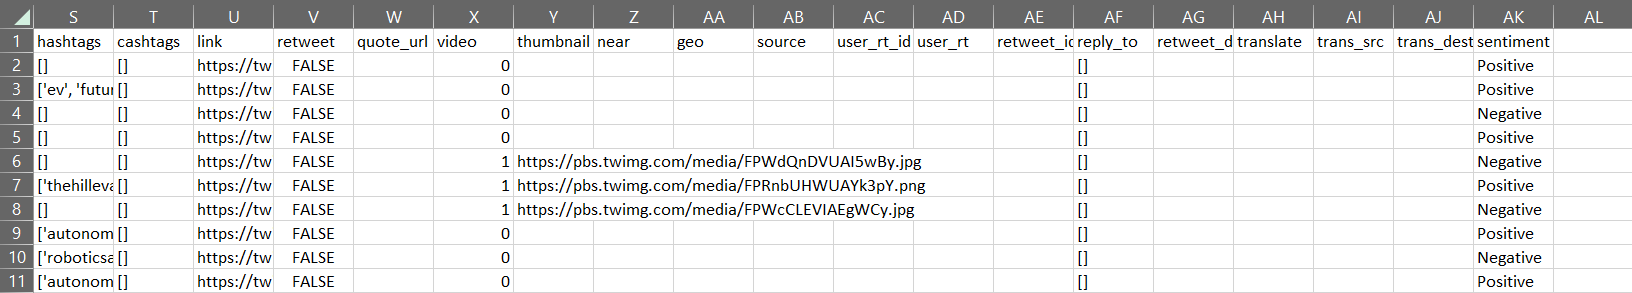 S T U V W X Y Z AA AB AC AD AE AF AG AH AI AJ AK AL
1 hashtags cashtags link retweet quote_url video thumbnail near geo source user_rt_id user_rt retweet_id reply_to retweet_d translate trans_src trans_dest sentiment
2 [] [] https://tw FALSE 0 [] Positive
3 ['ev', 'futur [] https://tw FALSE 0 [] Positive
4 [] [] https://tw FALSE 0 [] Negative
5 [] [] https://tw FALSE 0 [] Positive
6 [] [] https://tw FALSE 1 https://pbs.twimg.com/media/FPWdQnDVUAI5wBy.jpg [] Negative
7 ['thehilleva [] https://tw FALSE 1 https://pbs.twimg.com/media/FPRnbUHWUAYk3pY.png [] Positive
8 [] [] https://tw FALSE 1 https://pbs.twimg.com/media/FPWcCLEVIAEgWCy.jpg [] Negative
9 ['autonom [] https://tw FALSE 0 [] Positive
10 ['roboticsa [] https://tw FALSE 0 [] Negative
11 ['autonom [] https://tw FALSE 0 [] Positive